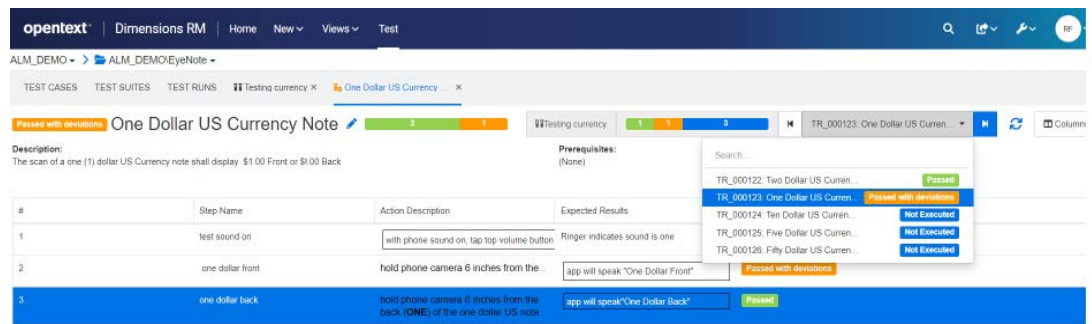 opentext™ | Dimensions RM | Home New Views Test RF
ALM_DEMO > ALM_DEMO\EyeNote
TEST CASES TEST SUITES TEST RUNS Testing currency × One Dollar US Currency ... ×
Passed with deviations One Dollar US Currency Note 2 1 Testing currency 1 1 3 TR_000123: One Dollar US Curren... Column
Description: Prerequisites:
The scan of a one (1) dollar US Currency note shall display $1.00 Front or $1.00 Back (None)
Search...
TR_000122: Two Dollar US Curren... Passed
TR_000123: One Dollar US Curren... Passed with deviations
TR_000124: Ten Dollar US Curren... Not Executed
TR_000125: Five Dollar US Curren... Not Executed
TR_000126: Fifty Dollar US Curren... Not Executed
# Step Name Action Description Expected Results
1 test sound on with phone sound on, tap top volume button Ringer indicates sound is one
2 one dollar front hold phone camera 6 inches from the... app will speak "One Dollar Front" Passed with deviations
3 one dollar back hold phone camera 6 inches from the app will speak"One Dollar Back" Passed
back (ONE) of the one dollar US note